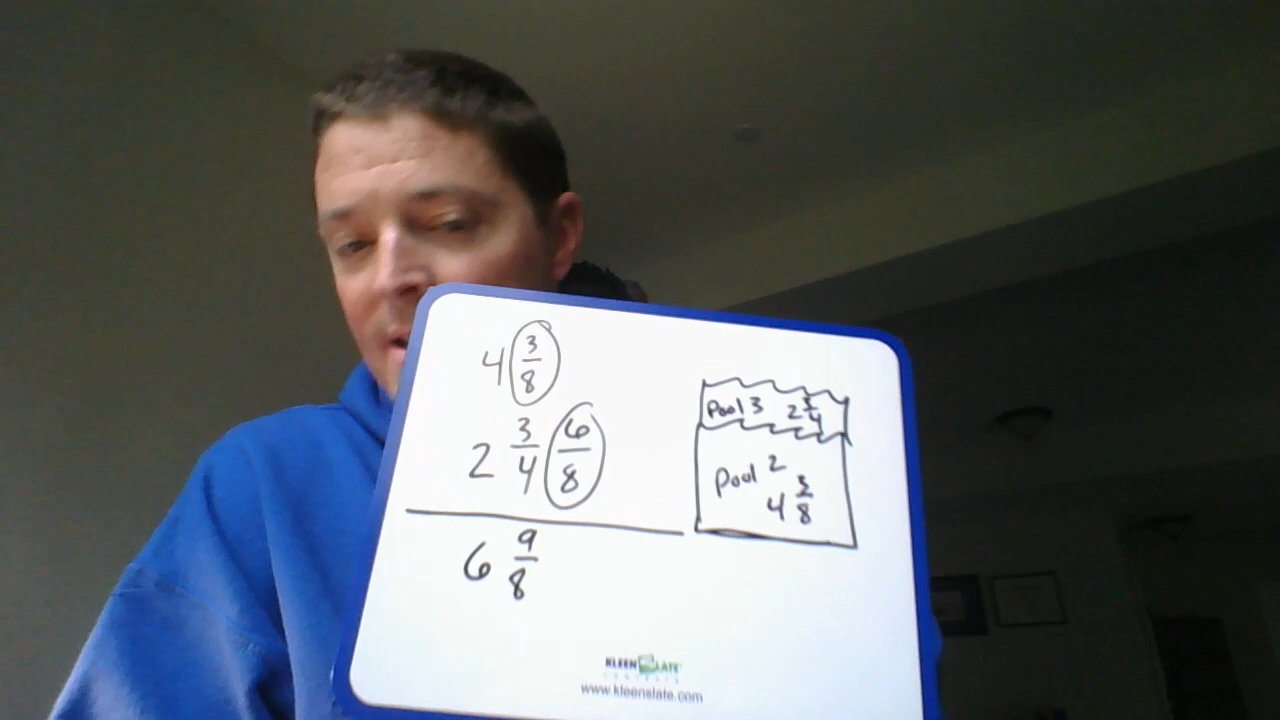 4 3/8
2 3/4 6/8
6 9/8
Pool 3 2 3/4
Pool 2
4 3/8
KLEENSLATE
www.kleenslate.com